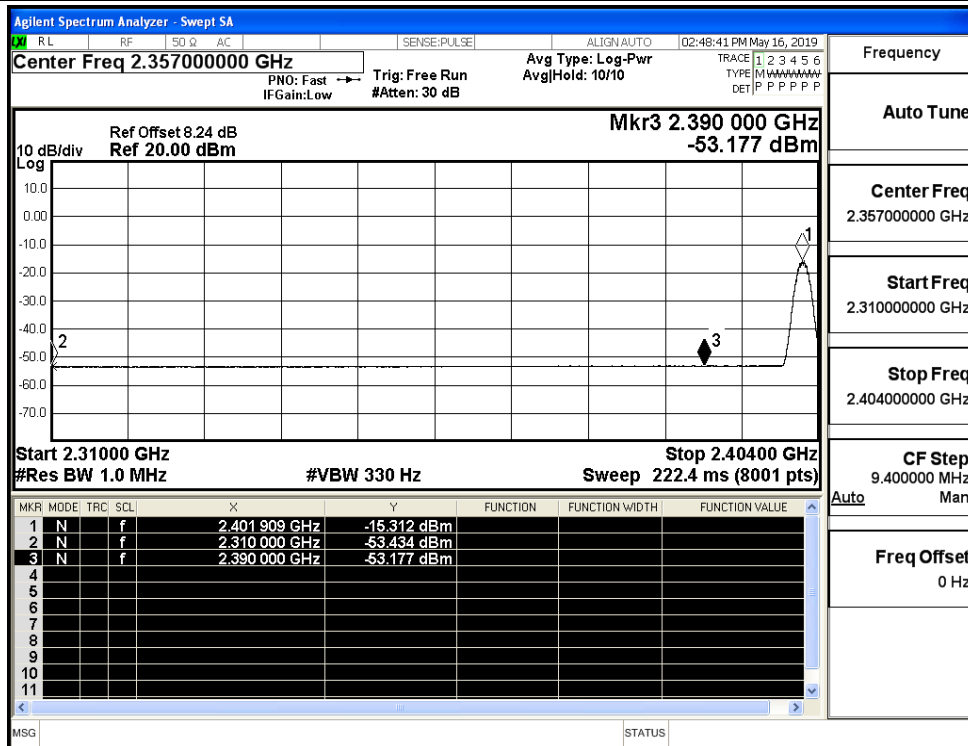 Agilent Spectrum Analyzer - Swept SA
LXI RL RF 50 Ω AC SENSE:PULSE ALIGN AUTO 02:48:41 PM May 16, 2019
Center Freq 2.357000000 GHz
PNO: Fast
IFGain:Low
Trig: Free Run
#Atten: 30 dB
Avg Type: Log-Pwr
Avg|Hold: 10/10
TRACE 1 2 3 4 5 6
TYPE M WWWWW
DET P P P P P P
Ref Offset 8.24 dB
10 dB/div Ref 20.00 dBm
Log
Mkr3 2.390 000 GHz
-53.177 dBm
10.0
0.00
-10.0
-20.0
-30.0
-40.0
-50.0
-60.0
-70.0
1
2
3
Start 2.31000 GHz Stop 2.40400 GHz
#Res BW 1.0 MHz #VBW 330 Hz Sweep 222.4 ms (8001 pts)
MKR MODE TRC SCL X Y FUNCTION FUNCTION WIDTH FUNCTION VALUE
1 N f 2.401 909 GHz -15.312 dBm
2 N f 2.310 000 GHz -53.434 dBm
3 N f 2.390 000 GHz -53.177 dBm
4
5
6
7
8
9
10
11
MSG STATUS
Frequency
Auto Tune
Center Freq
2.357000000 GHz
Start Freq
2.310000000 GHz
Stop Freq
2.404000000 GHz
CF Step
9.400000 MHz
Auto Man
Freq Offset
0 Hz